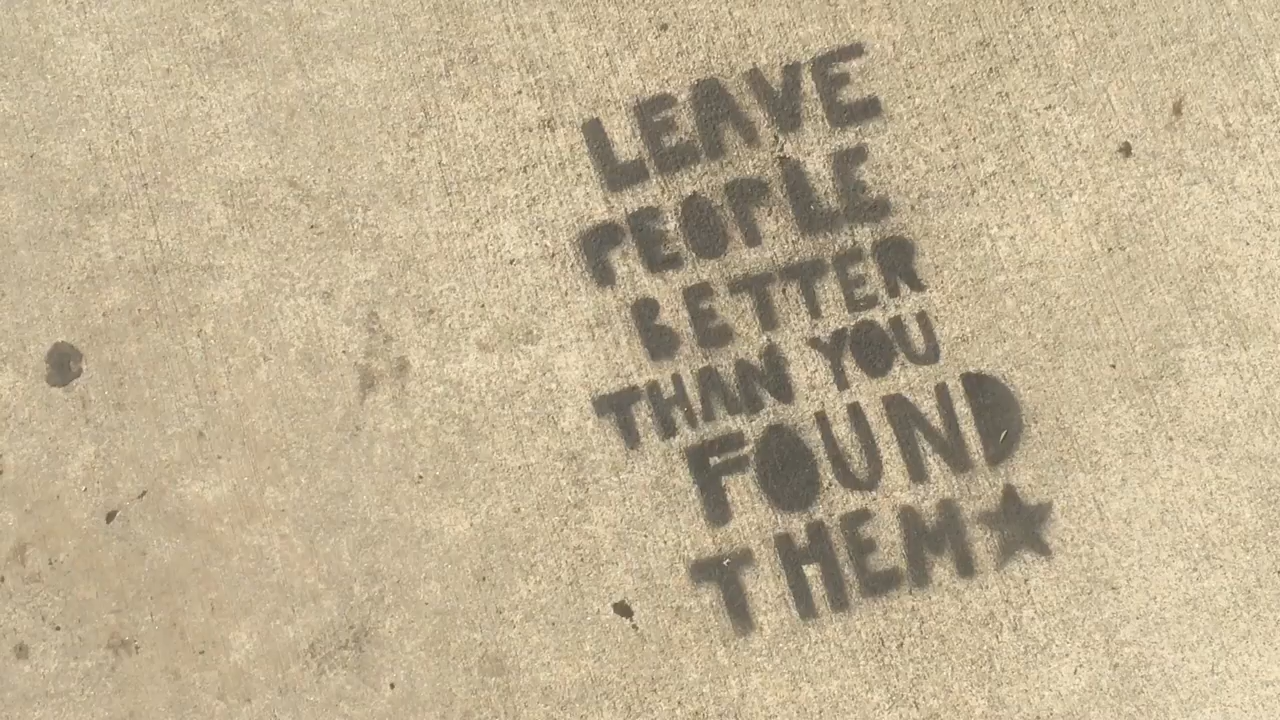 LEAVE
PEOPLE
BETTER
THAN YOU
FOUND
THEM★